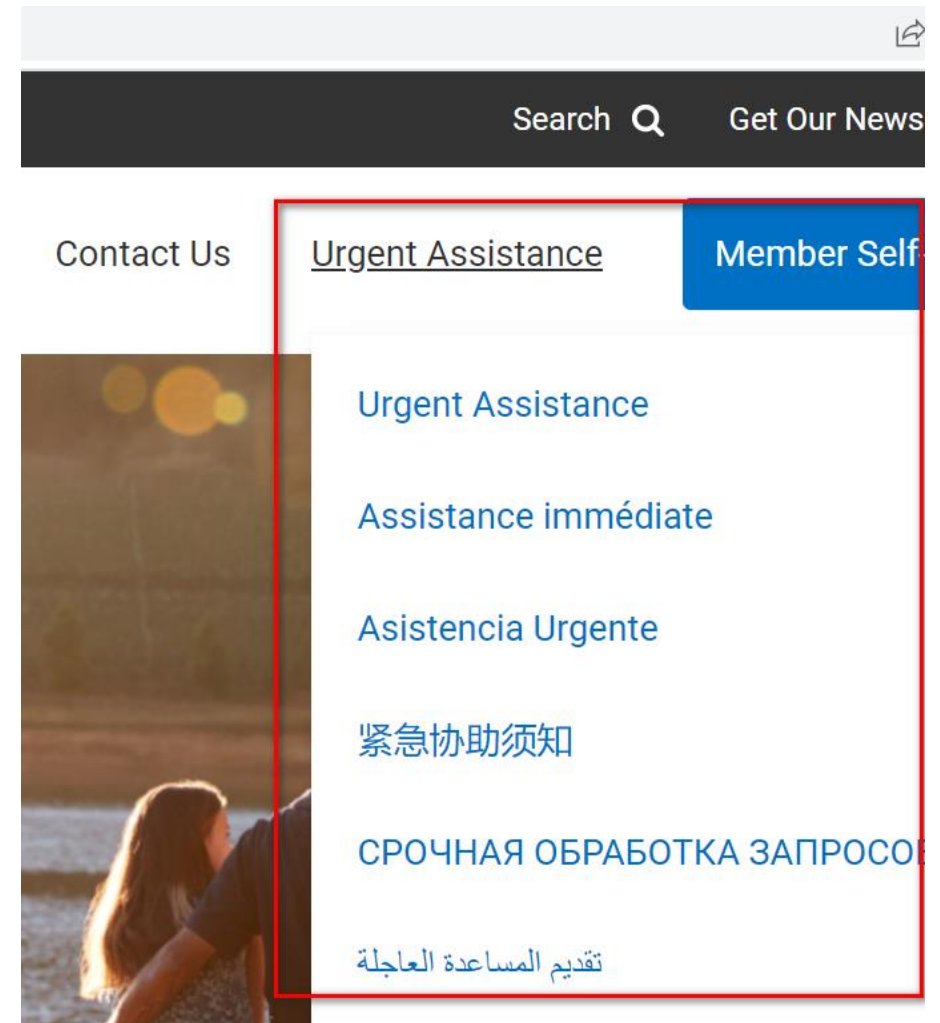 Search Get Our News
Contact Us Urgent Assistance Member Self-
Urgent Assistance
Assistance immédiate
Asistencia Urgente
紧急协助须知
СРОЧНАЯ ОБРАБОТКА ЗАПРОСОВ
تقديم المساعدة العاجلة